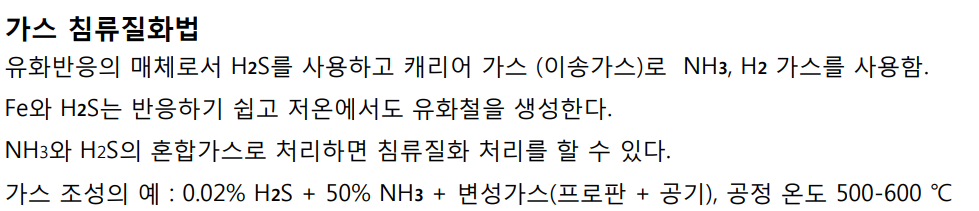 가스 침류질화법
유화반응의 매체로서 H2S를 사용하고 캐리어 가스 (이송가스)로 NH3, H2 가스를 사용함.
Fe와 H2S는 반응하기 쉽고 저온에서도 유화철을 생성한다.
NH3와 H2S의 혼합가스로 처리하면 침류질화 처리를 할 수 있다.
가스 조성의 예 : 0.02% H2S + 50% NH3 + 변성가스(프로판 + 공기), 공정 온도 500-600 ℃